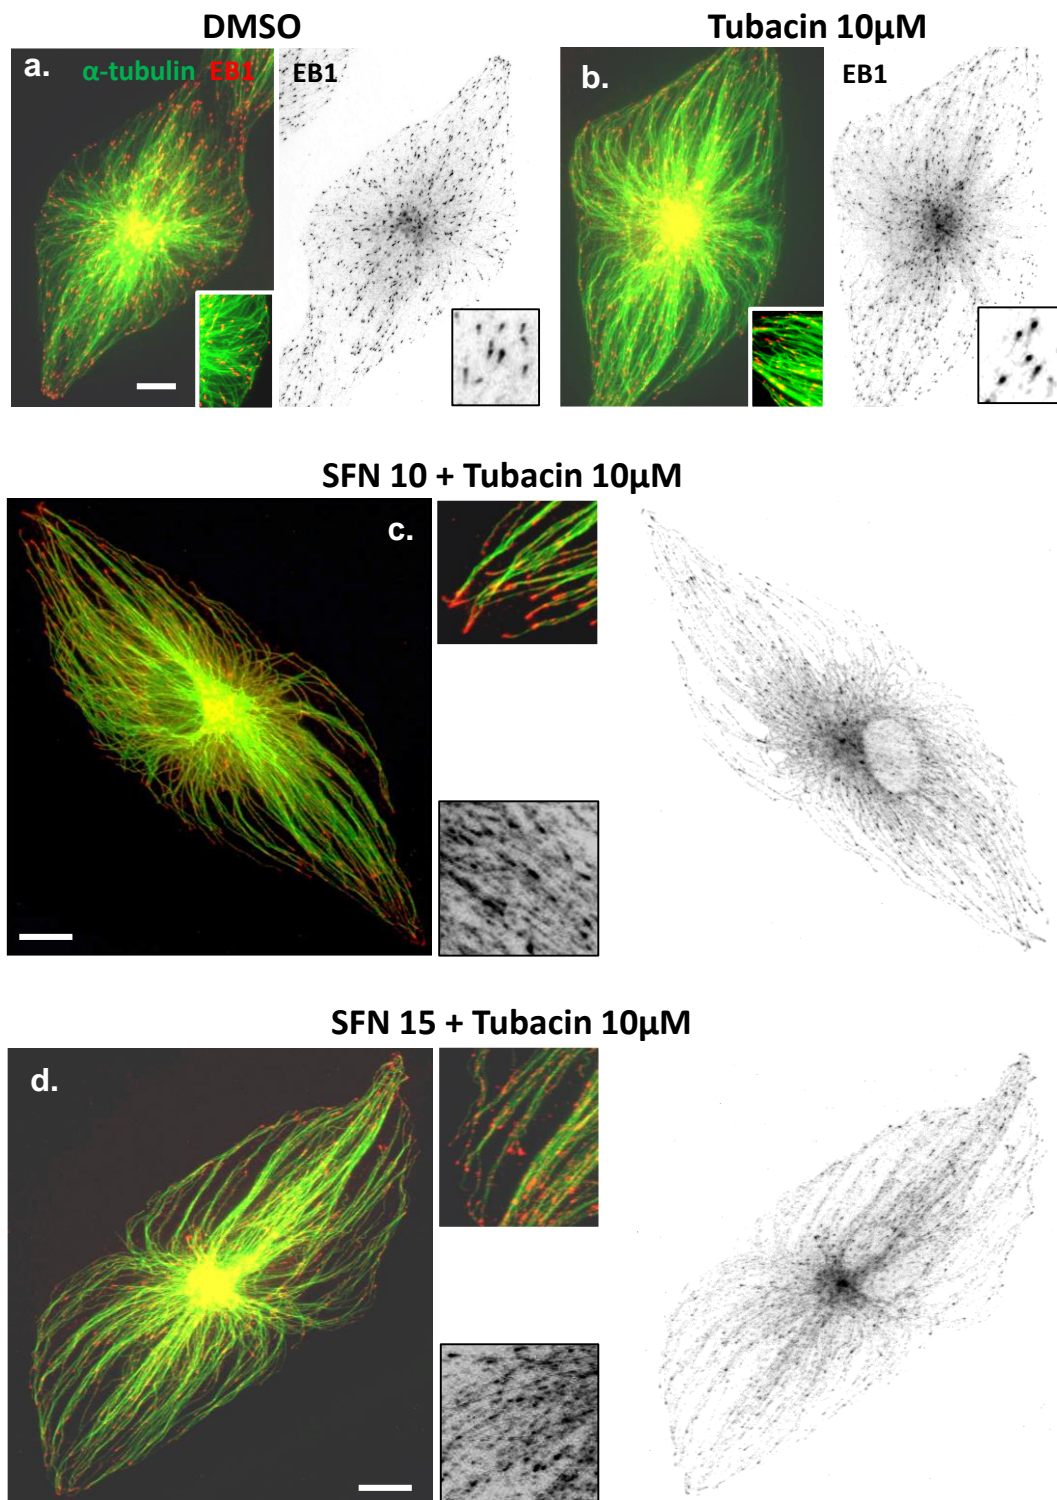 DMSO
Tubacin 10μM
a. α-tubulin EB1
EB1
b.
EB1
SFN 10 + Tubacin 10μM
c.
SFN 15 + Tubacin 10μM
d.